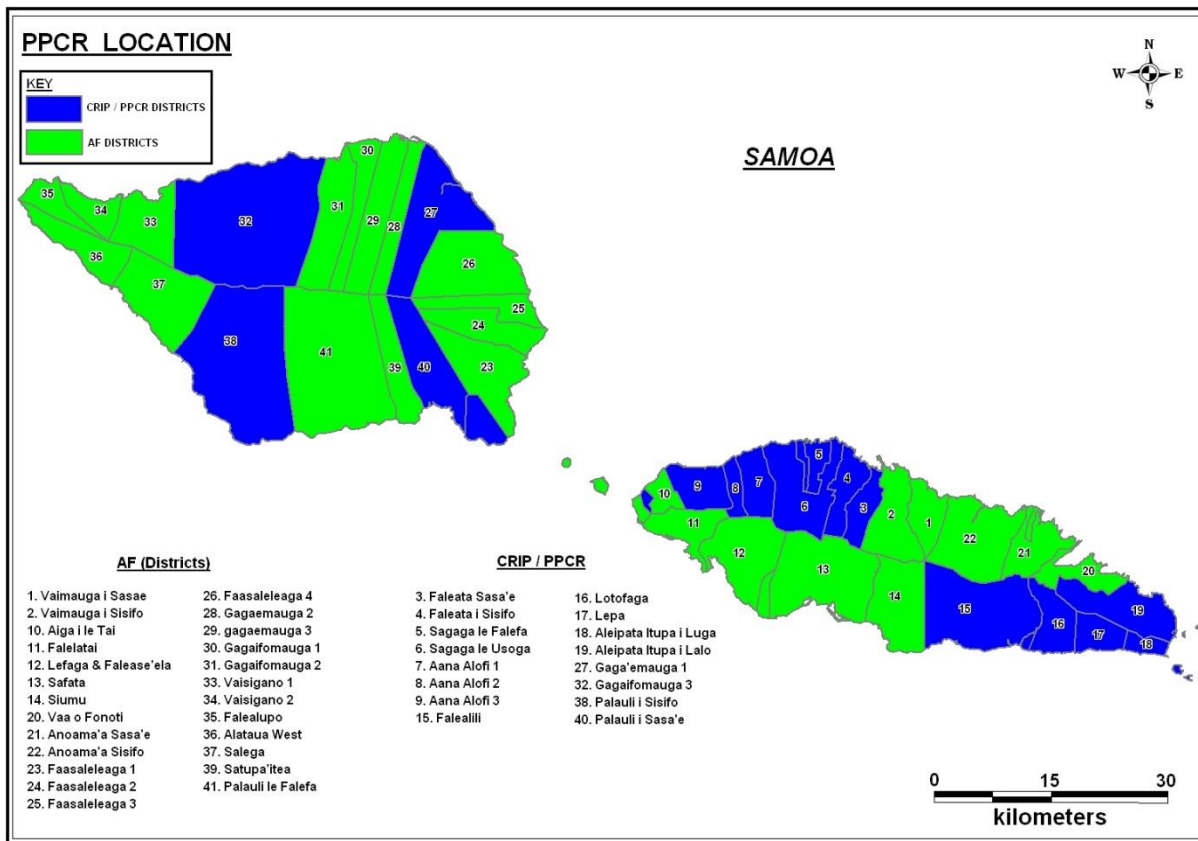 PPCR LOCATION
KEY
CRIP / PPCR DISTRICTS
AF DISTRICTS
N
W E
S
SAMOA
30
35
34
33
32
31
29
28
27
26
36
37
25
24
38
41
39
40
23
5
10
9
8
7
6
4
3
2
1
22
21
11
12
13
14
20
15
16
17
19
18
AF (Districts)
1. Vaimauga i Sasae
2. Vaimauga i Sisifo
10. Aiga i le Tai
11. Falelatai
12. Lefaga & Falease'ela
13. Safata
14. Siumu
20. Vaa o Fonoti
21. Anoama'a Sasa'e
22. Anoama'a Sisifo
23. Faasaleleaga 1
24. Faasaleleaga 2
25. Faasaleleaga 3
26. Faasaleleaga 4
28. Gagaemauga 2
29. gagaemauga 3
30. Gagaifomauga 1
31. Gagaifomauga 2
33. Vaisigano 1
34. Vaisigano 2
35. Falealupo
36. Alataua West
37. Salega
39. Satupa'itea
41. Palauli le Falefa
CRIP / PPCR
3. Faleata Sasa'e
4. Faleata i Sisifo
5. Sagaga le Falefa
6. Sagaga le Usoga
7. Aana Alofi 1
8. Aana Alofi 2
9. Aana Alofi 3
15. Falealili
16. Lotofaga
17. Lepa
18. Aleipata Itupa i Luga
19. Aleipata Itupa i Lalo
27. Gaga'emauga 1
32. Gagaifomauga 3
38. Palauli i Sisifo
40. Palauli i Sasa'e
0 15 30
kilometers